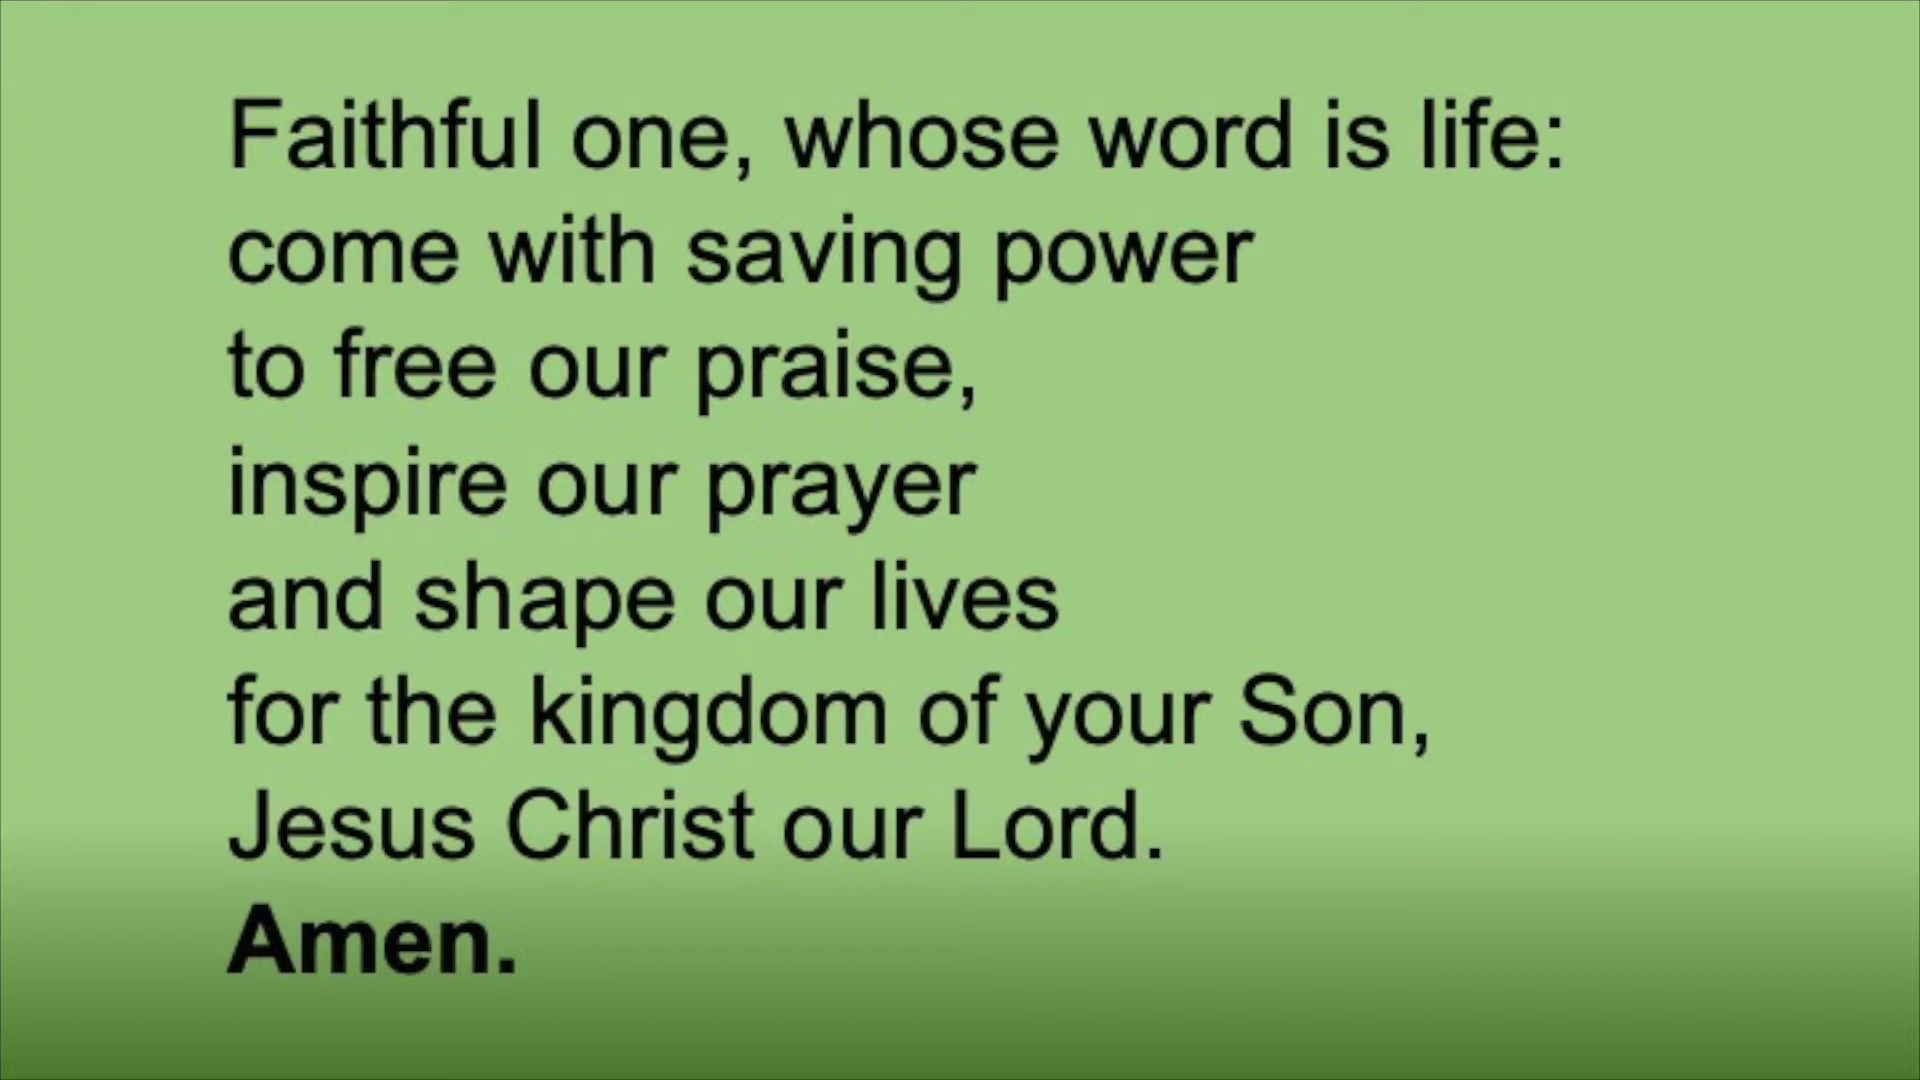 Faithful one, whose word is life:
come with saving power
to free our praise,
inspire our prayer
and shape our lives
for the kingdom of your Son,
Jesus Christ our Lord.
Amen.